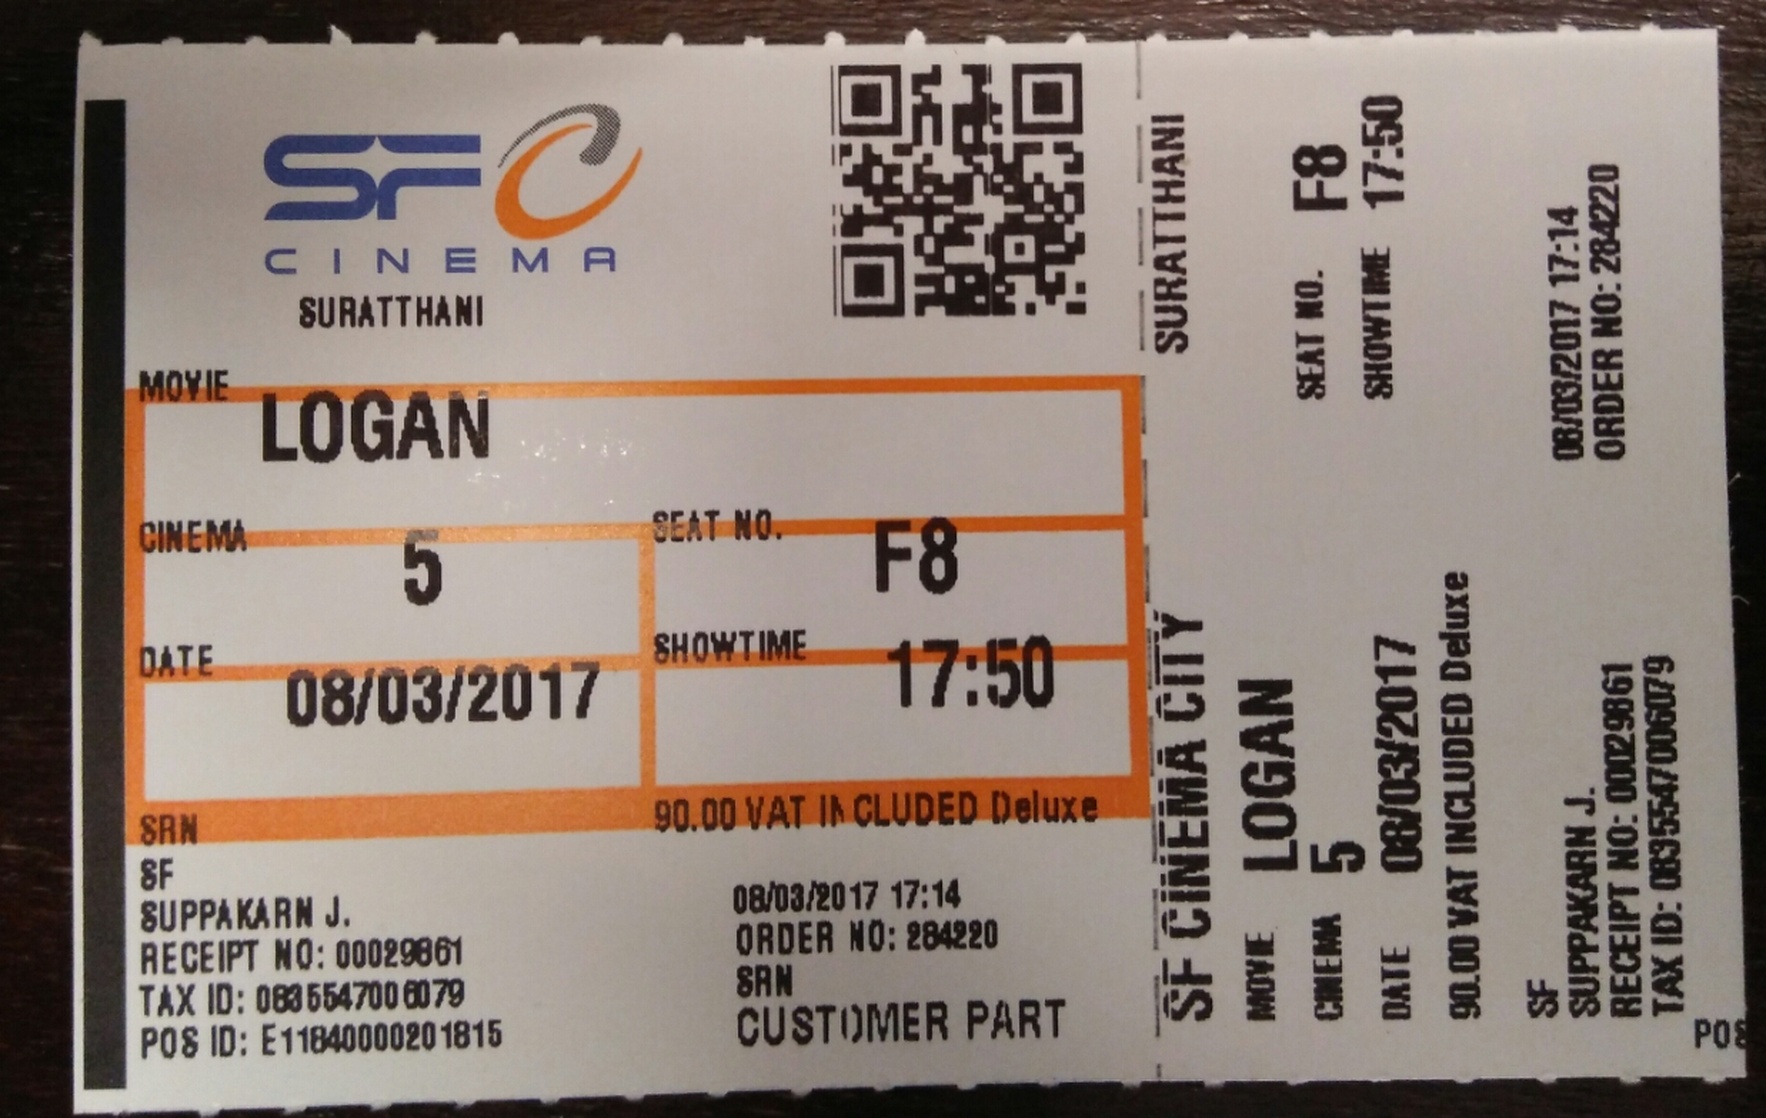 SFC
CINEMA
SURATTHANI
MOVIE
LOGAN
CINEMA
5
SEAT NO.
F8
DATE
08/03/2017
SHOWTIME
17:50
SRN
90.00 VAT INCLUDED Deluxe
SF
SUPPAKARN J.
RECEIPT NO: 00029861
TAX ID: 0835547006079
POS ID: E11840000201815
08/03/2017 17:14
ORDER NO: 284220
SRN
CUSTOMER PART
SF CINEMA CITY SURATTHANI
MOVIE LOGAN
CINEMA 5 SEAT NO. F8
DATE 08/03/2017 SHOWTIME 17:50
90.00 VAT INCLUDED Deluxe
SF
SUPPAKARN J. 08/03/2017 17:14
RECEIPT NO: 00029861 ORDER NO: 284220
TAX ID: 0835547006079
POS